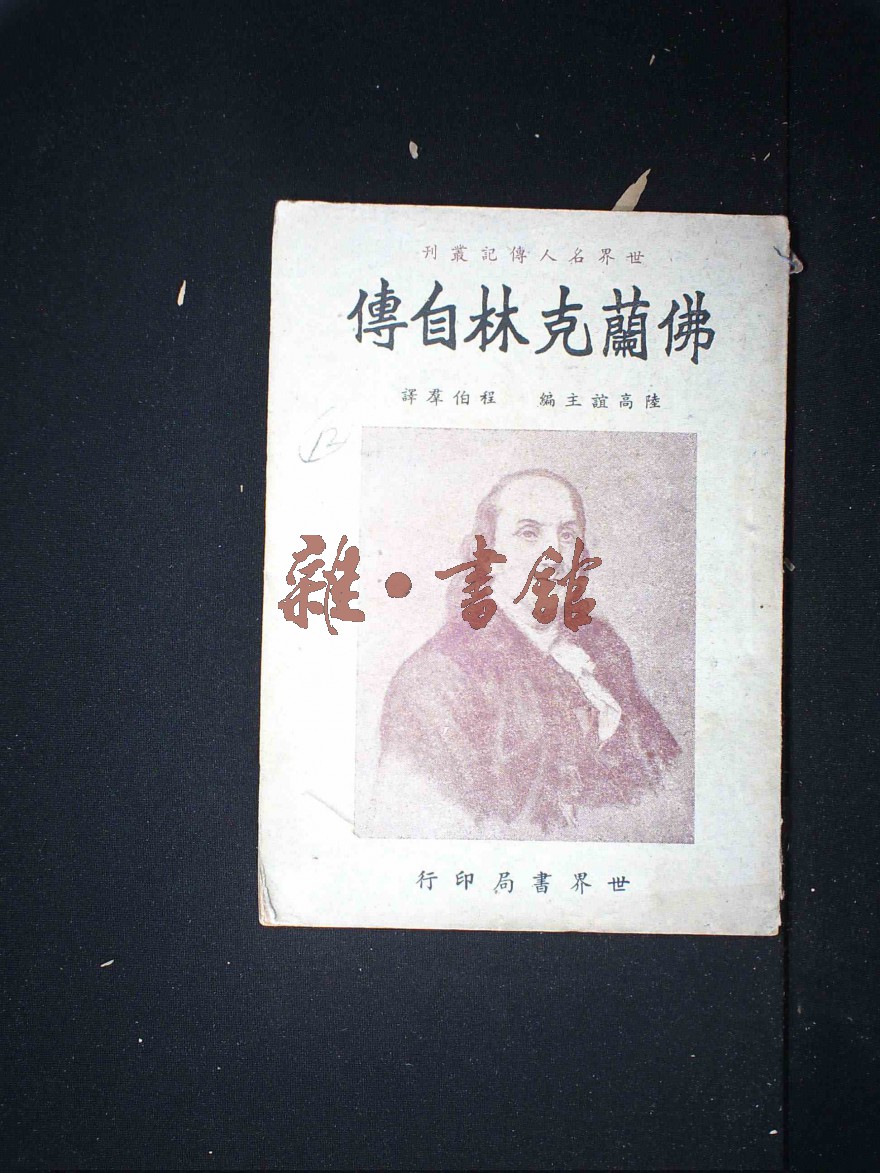 世界名人傳記叢刊
佛蘭克林自傳
陸高誼主編 程伯羣譯
12
雜·書館
世界書局印行